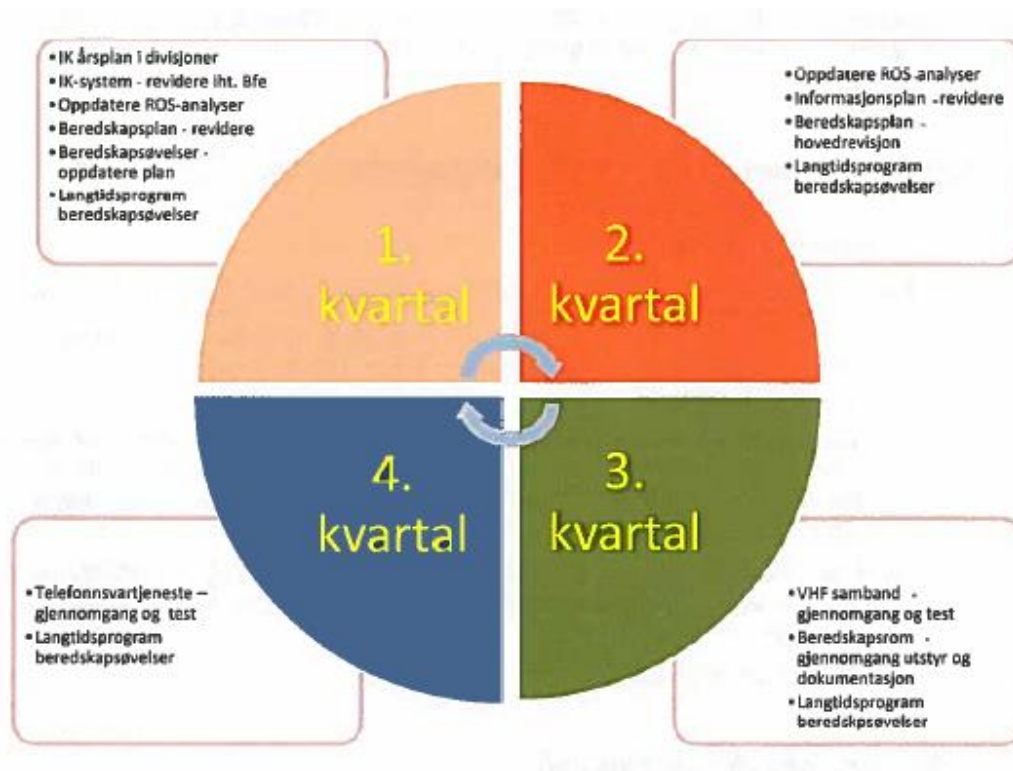 • IK årsplan i divisjoner
• IK-system - revidere iht. Bfe
• Oppdatere ROS-analyser
• Beredskapsplan - revidere
• Beredskapsøvelser -
oppdatere plan
• Langtidsprogram
beredskapsøvelser
1.
kvartal
• Oppdatere ROS-analyser
• Informasjonsplan - revidere
• Beredskapsplan -
hovedrevisjon
• Langtidsprogram
beredskapsøvelser
2.
kvartal
4.
kvartal
• Telefonnsvartjeneste –
gjennomgang og test
• Langtidsprogram
beredskapsøvelser
3.
kvartal
• VHF samband -
gjennomgang og test
• Beredskapsrom -
gjennomgang utstyr og
dokumentasjon
• Langtidsprogram
beredskpsøvelser